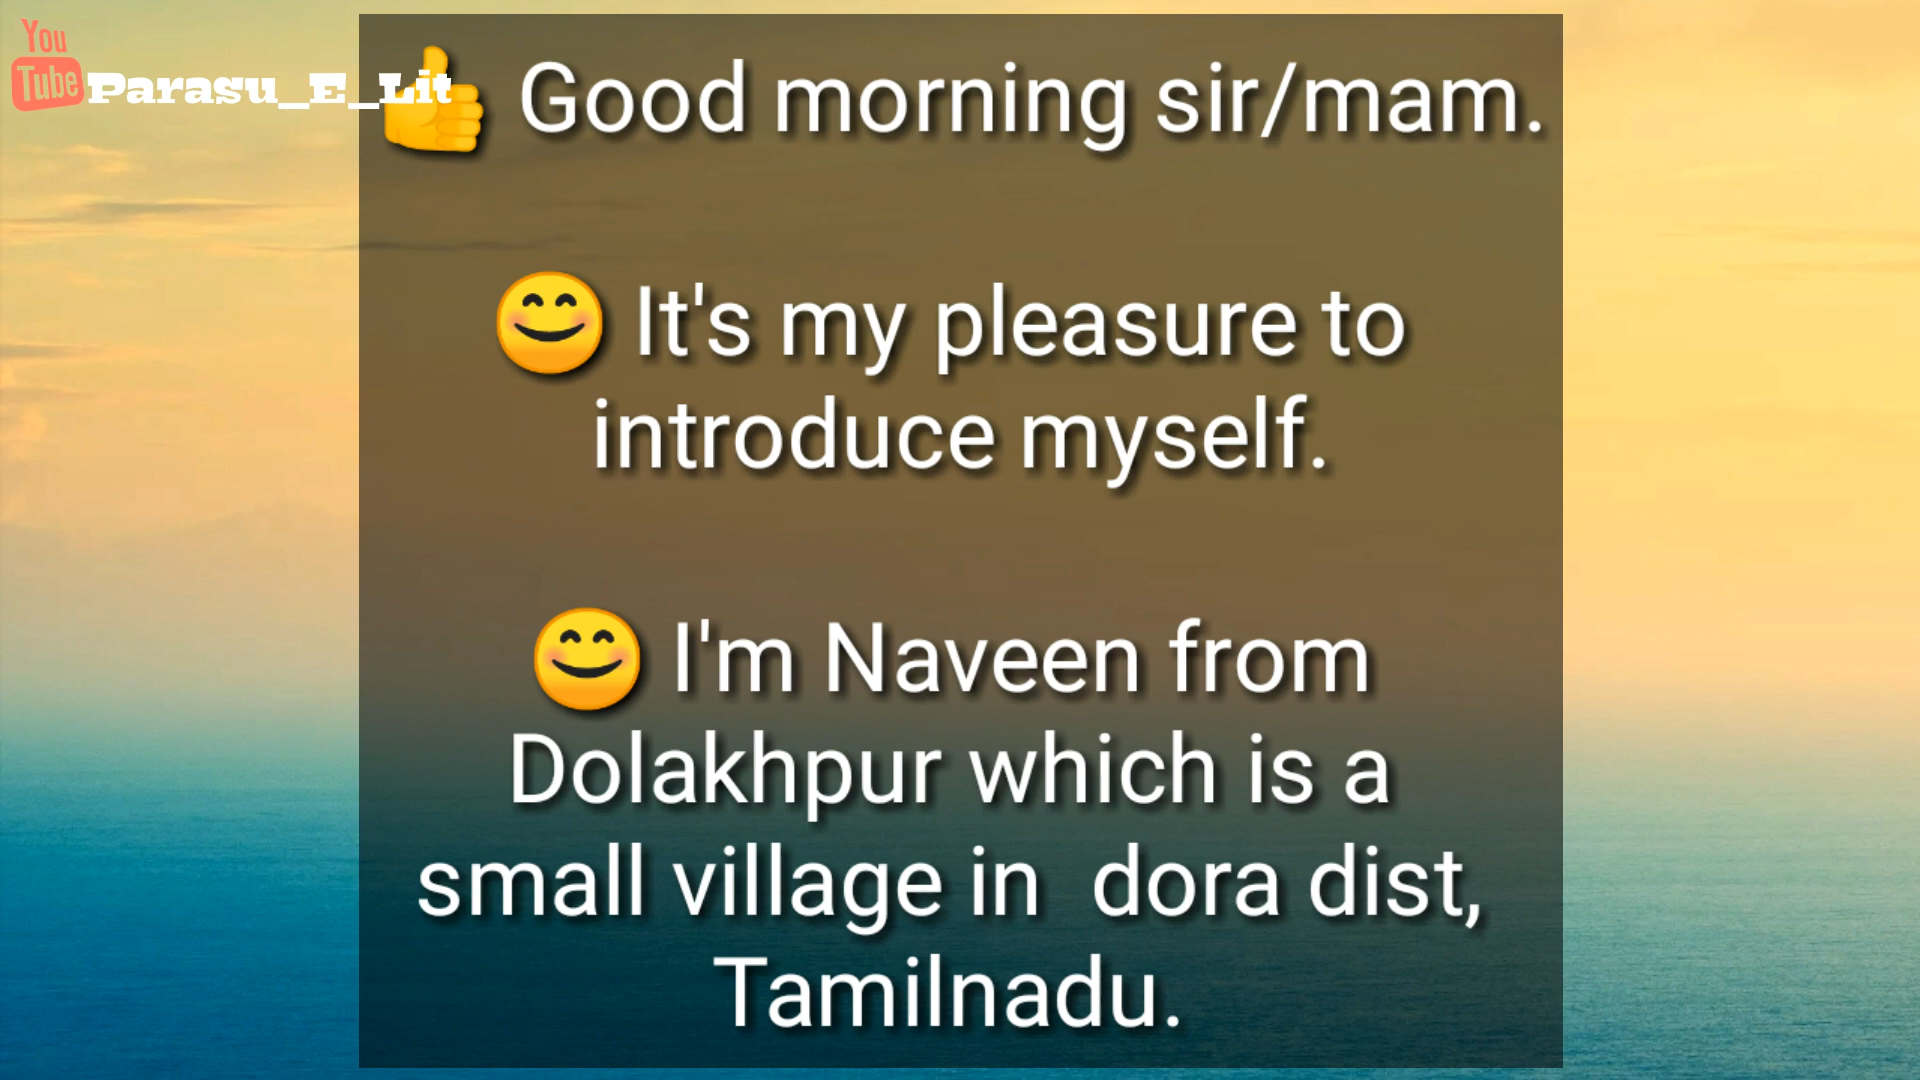 You
Tube Parasu_E_Lit
👍 Good morning sir/mam.
😊 It's my pleasure to
introduce myself.
😊 I'm Naveen from
Dolakhpur which is a
small village in  dora dist,
Tamilnadu.